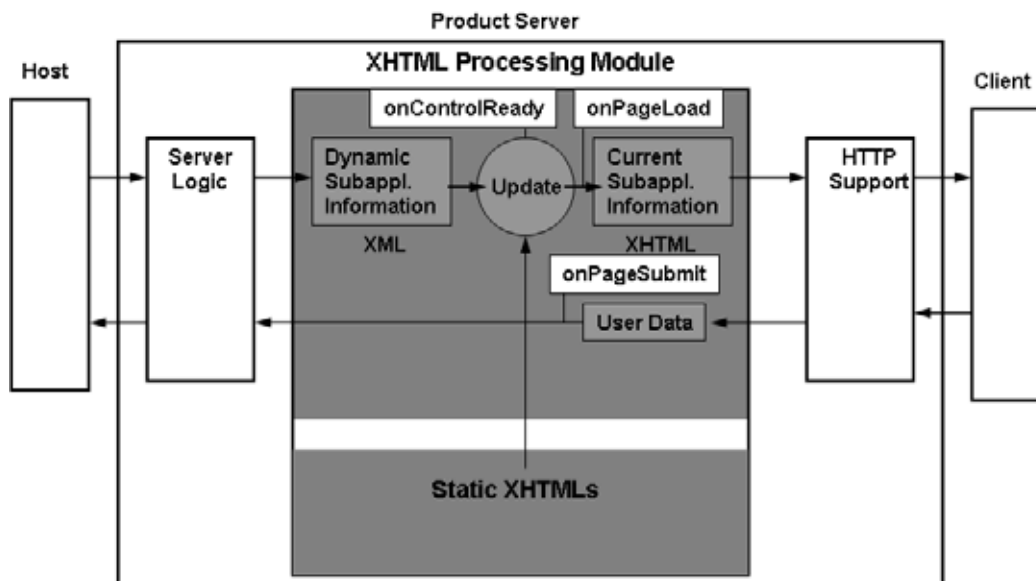 Product Server
XHTML Processing Module
Host
Client
onControlReady
onPageLoad
Server
Logic
Dynamic
Subappl.
Information
Update
Current
Subappl.
Information
HTTP
Support
XML
XHTML
onPageSubmit
User Data
Static XHTMLs